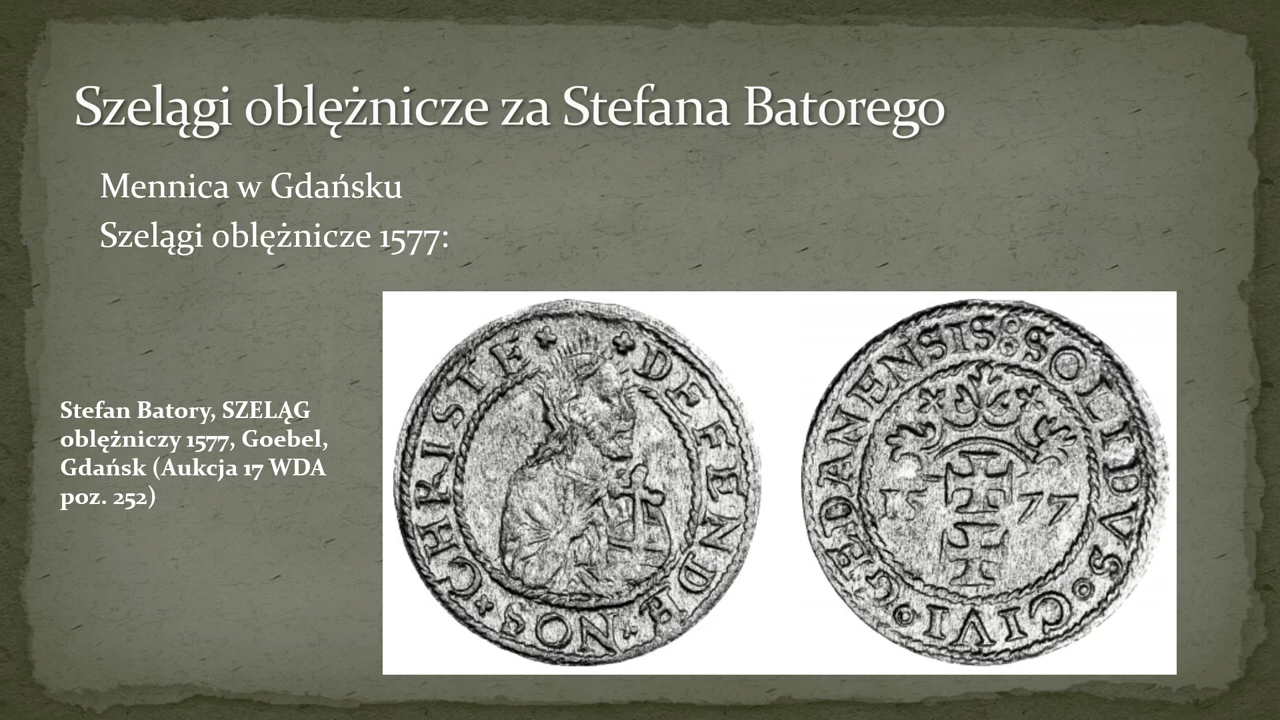 Szelągi oblężnicze za Stefana Batorego
Mennica w Gdańsku
Szelągi oblężnicze 1577:
Stefan Batory, SZELĄG
oblężniczy 1577, Goebel,
Gdańsk (Aukcja 17 WDA
poz. 252)
DEFENDE NOS CHRISTE
SOLIDVS CIVI GEDANENSIS
15 77